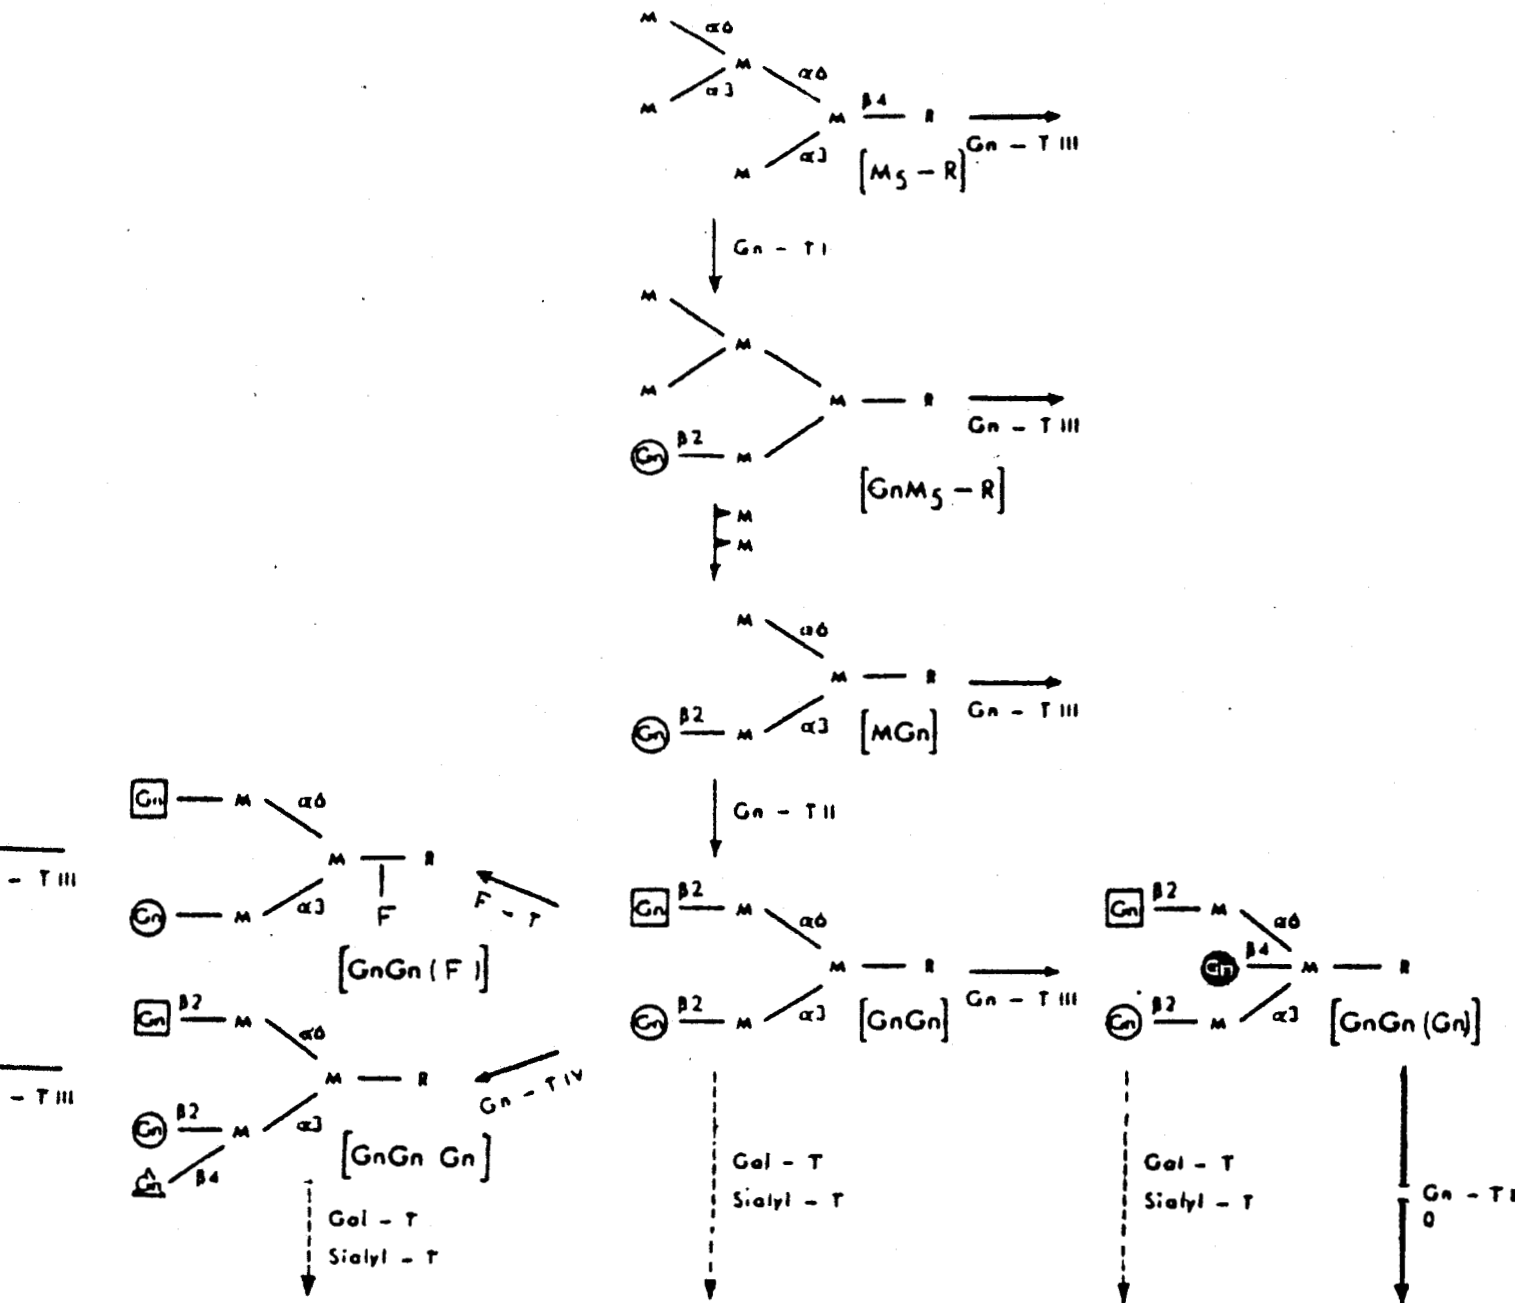 M
α6
M
α6
α3
M
M
β4
R
Gn - T III
α3
M
[M5 - R]
Gn - T I
M
M
M
M
R
Gn - T III
Gn
β2
M
[GnM5 - R]
M
M
M
α6
M
R
Gn - T III
Gn
β2
M
α3
[MGn]
Gn - T II
Gn
M
α6
M
R
- T III
Gn
M
α3
F
[GnGn ( F )]
F - T
Gn
β2
M
α6
M
R
Gn - T III
Gn
β2
M
α3
[GnGn]
Gn
β2
M
α6
Gn
β4
M
R
Gn
β2
M
α3
[GnGn (Gn)]
Gn
β2
M
α6
M
R
- T III
Gn
β2
M
α3
Gn
β4
[GnGn Gn]
Gn - T IV
Gal - T
Sialyl - T
Gal - T
Sialyl - T
Gal - T
Sialyl - T
Gn - T